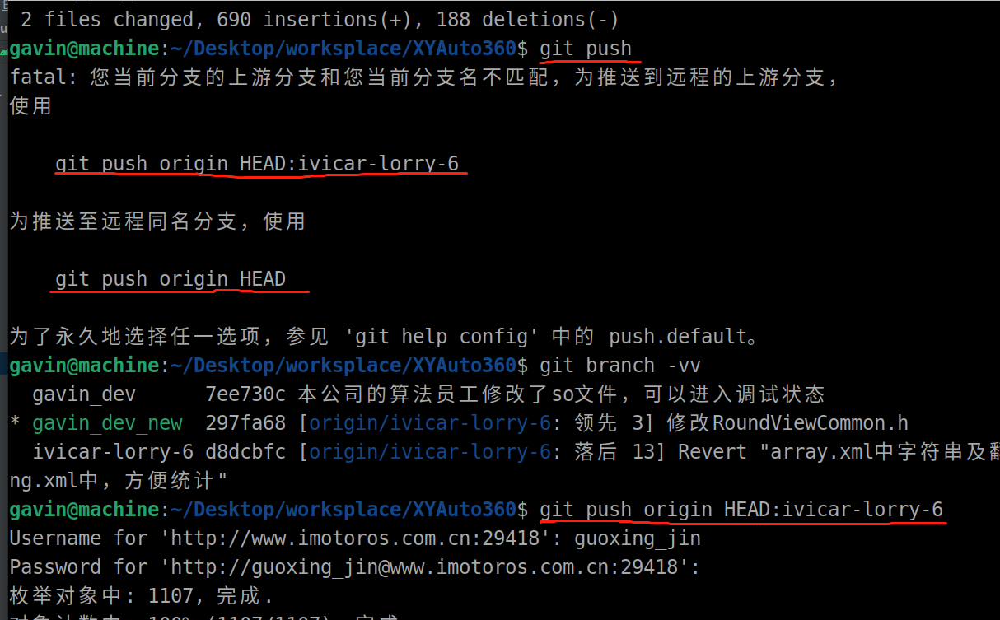 2 files changed, 690 insertions(+), 188 deletions(-)
gavin@machine:~/Desktop/worksplace/XYAuto360$ git push
fatal: 您当前分支的上游分支和您当前分支名不匹配，为推送到远程的上游分支，
使用
git push origin HEAD:ivicar-lorry-6
为推送至远程同名分支，使用
git push origin HEAD
为了永久地选择任一选项，参见 'git help config' 中的 push.default。
gavin@machine:~/Desktop/worksplace/XYAuto360$ git branch -vv
gavin_dev 7ee730c 本公司的算法员工修改了so文件，可以进入调试状态
* gavin_dev_new 297fa68 [origin/ivicar-lorry-6: 领先 3] 修改RoundViewCommon.h
ivicar-lorry-6 d8dcbfc [origin/ivicar-lorry-6: 落后 13] Revert "array.xml中字符串及翻
ng.xml中，方便统计"
gavin@machine:~/Desktop/worksplace/XYAuto360$ git push origin HEAD:ivicar-lorry-6
Username for 'http://www.imotoros.com.cn:29418': guoxing_jin
Password for 'http://guoxing_jin@www.imotoros.com.cn:29418':
枚举对象中: 1107, 完成.
对象计数中: 100% (1107/1107), 完成